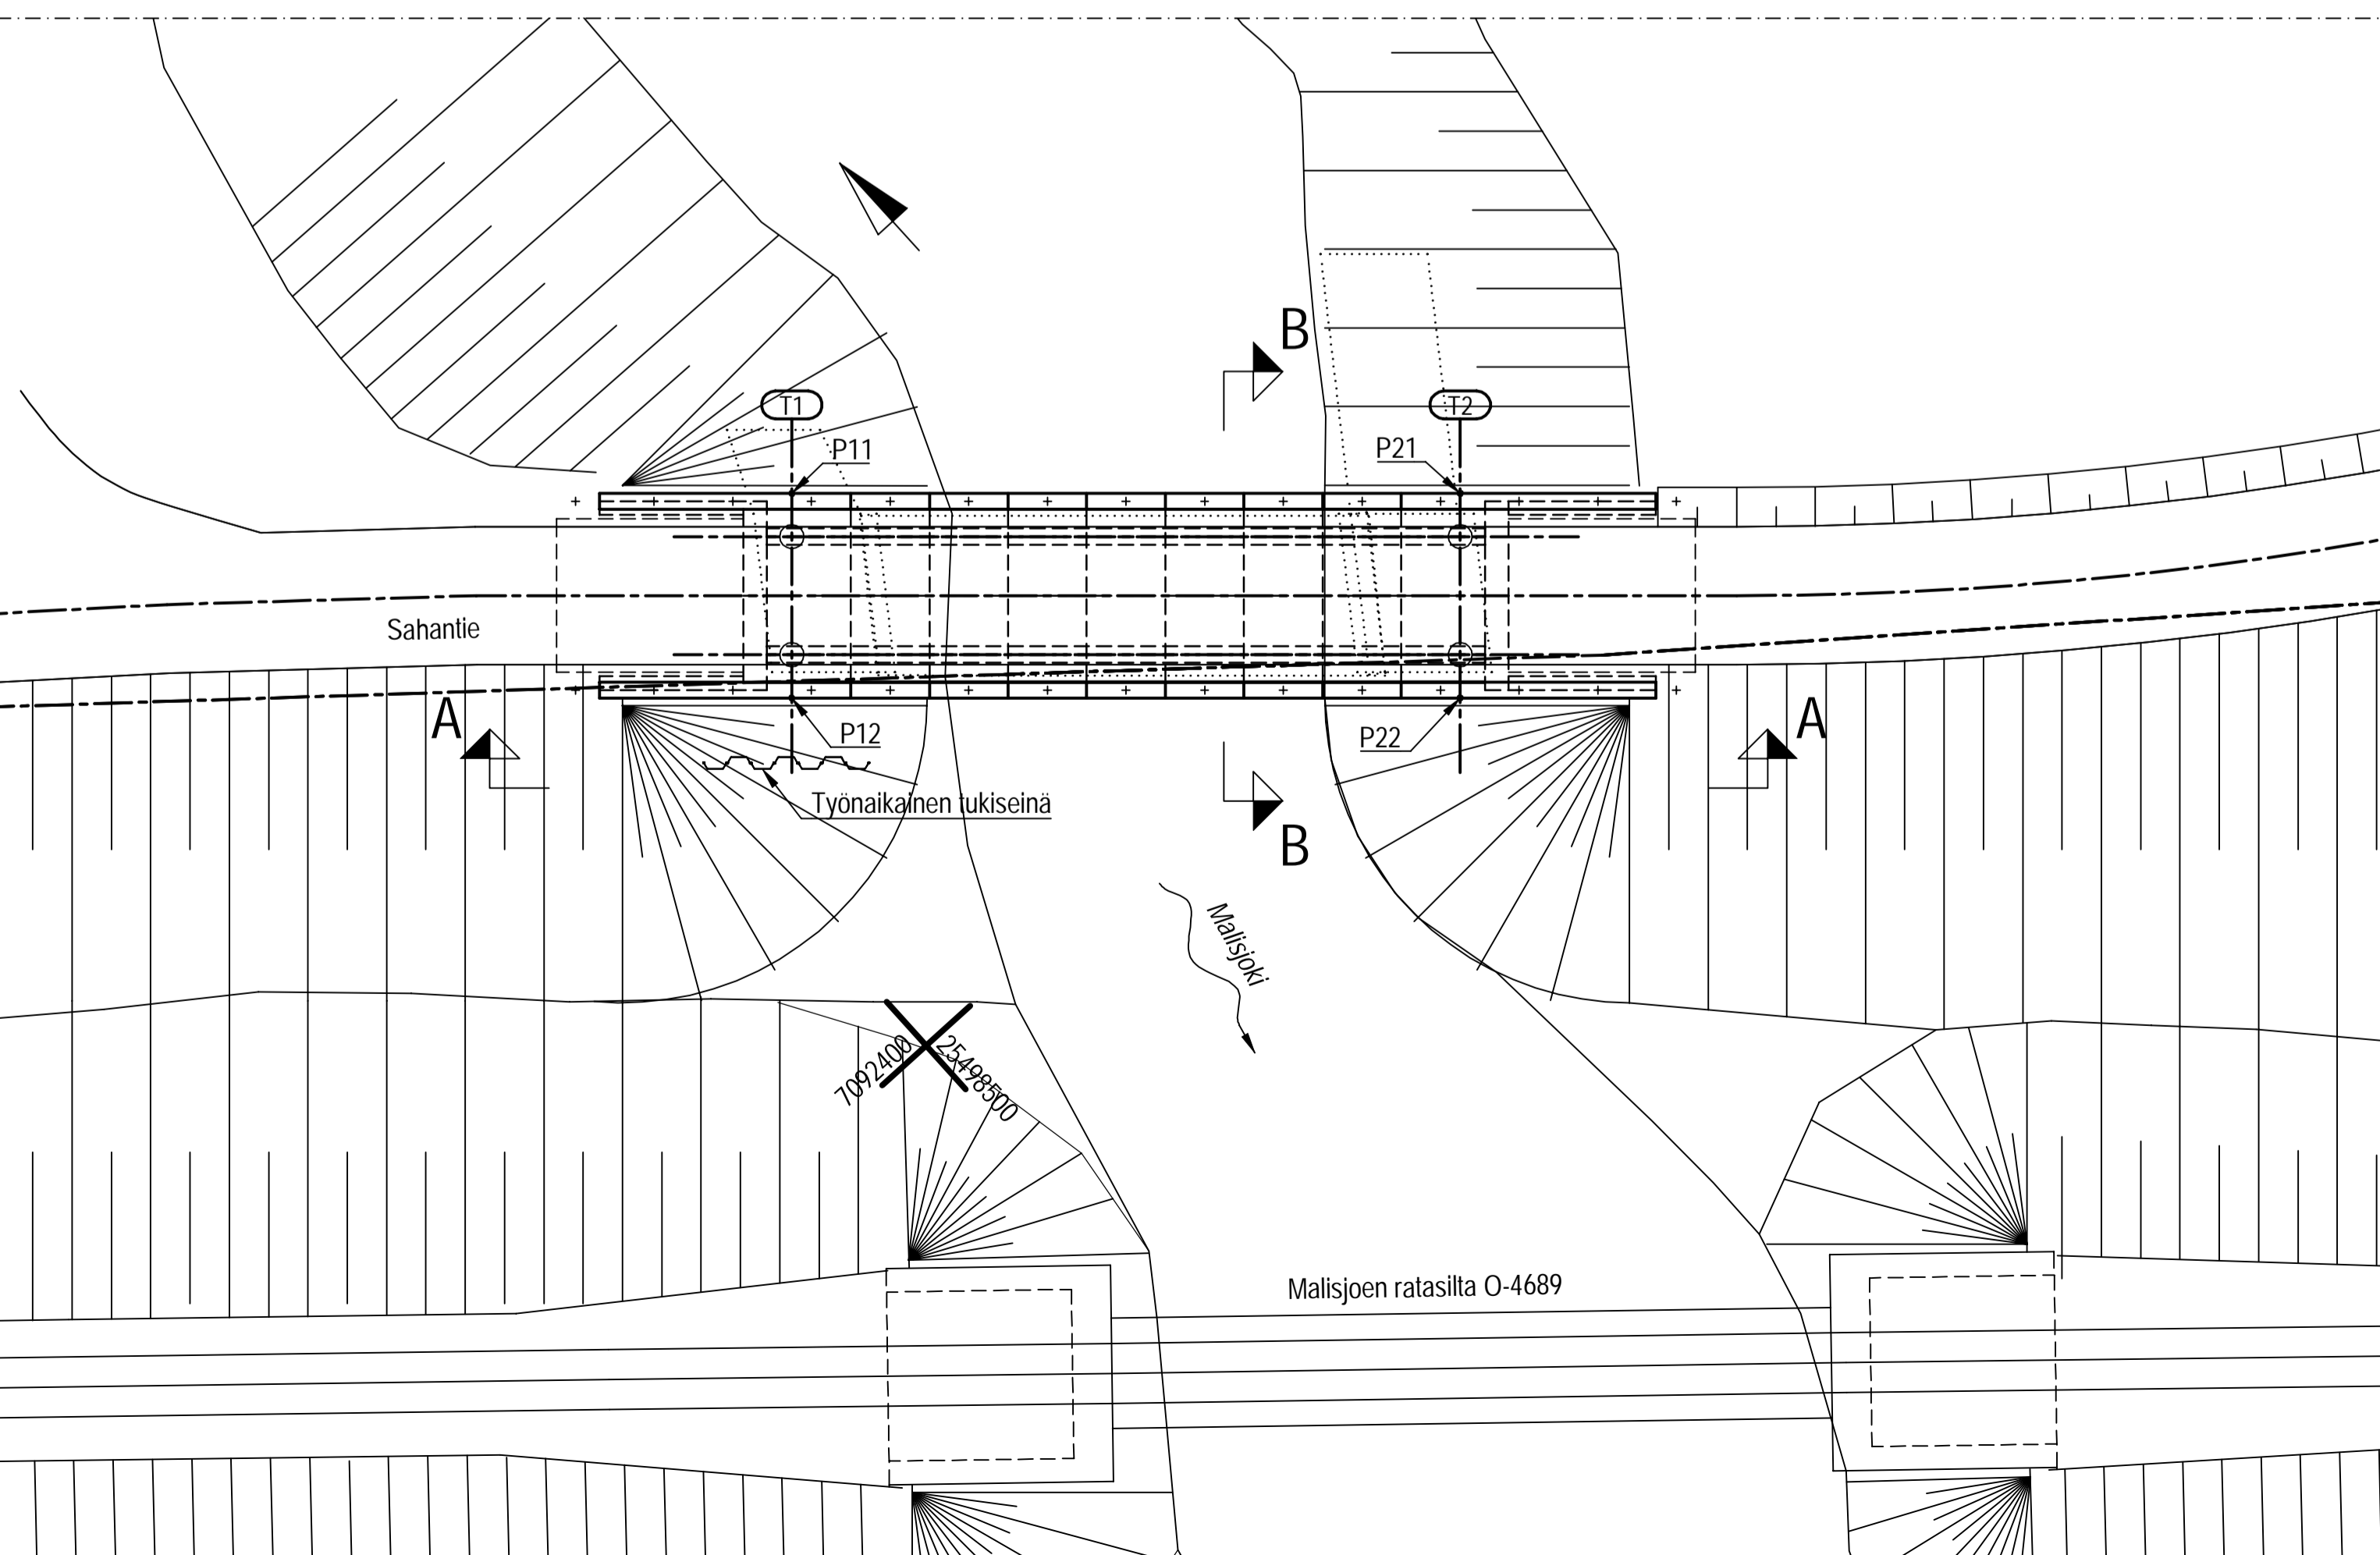 B
T1
T2
P11
P21
Sahantie
A
A
P12
P22
Työnaikainen tukiseinä
B
Malisjoki
7092400
25498500
Malisjoen ratasilta O-4689